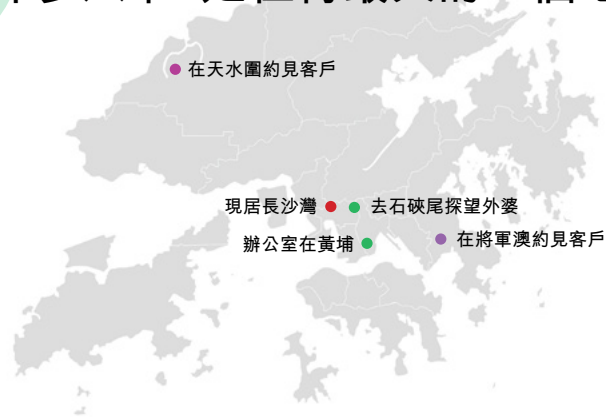 在天水圍約見客戶
現居長沙灣
去石硤尾探望外婆
辦公室在黃埔
在將軍澳約見客戶